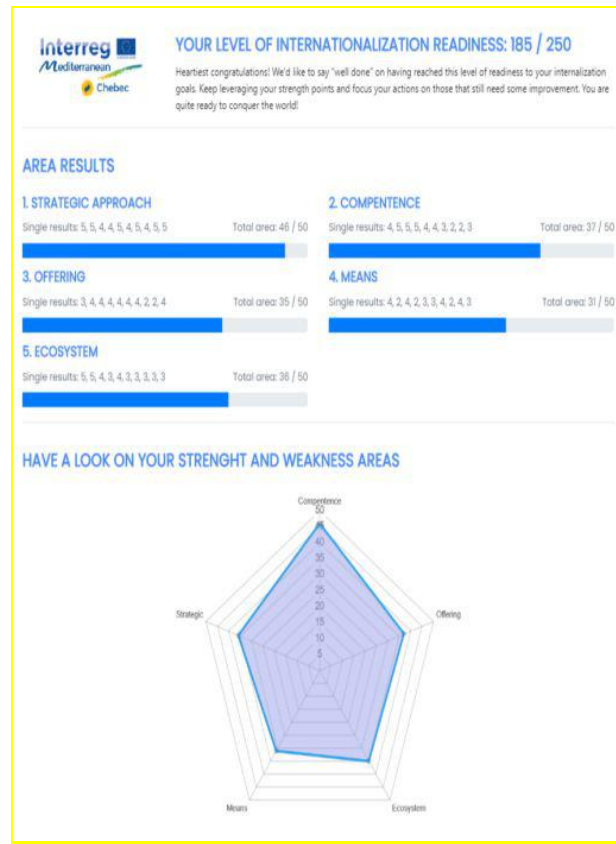 Interreg
Mediterranean
Chebec
YOUR LEVEL OF INTERNATIONALIZATION READINESS: 185 / 250
Heartiest congratulations! We'd like to say "well done" on having reached this level of readiness to your internalization
goals. Keep leveraging your strength points and focus your actions on those that still need some improvement. You are
quite ready to conquer the world!
AREA RESULTS
1. STRATEGIC APPROACH
Single results: 5, 5, 4, 4, 5, 4, 5, 4, 5, 5
Total area: 46 / 50
2. COMPENTENCE
Single results: 4, 5, 5, 5, 4, 4, 3, 2, 2, 3
Total area: 37 / 50
3. OFFERING
Single results: 3, 4, 4, 4, 4, 4, 4, 2, 2, 4
Total area: 35 / 50
4. MEANS
Single results: 4, 2, 4, 2, 3, 3, 4, 2, 4, 3
Total area: 31 / 50
5. ECOSYSTEM
Single results: 5, 5, 4, 3, 4, 3, 3, 3, 3, 3
Total area: 36 / 50
HAVE A LOOK ON YOUR STRENGHT AND WEAKNESS AREAS
Compentence
50
45
40
35
30
25
20
15
10
5
Strategic
Offering
Means
Ecosystem